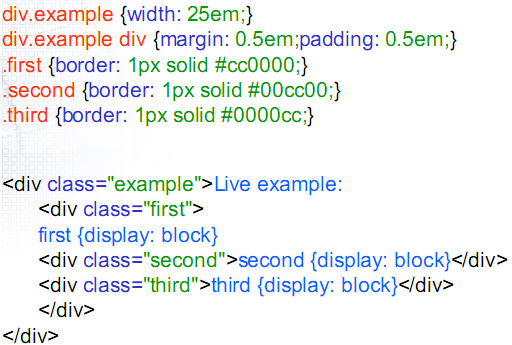 div.example {width: 25em;}
div.example div {margin: 0.5em;padding: 0.5em;}
.first {border: 1px solid #cc0000;}
.second {border: 1px solid #00cc00;}
.third {border: 1px solid #0000cc;}
<div class="example">Live example:
<div class="first">
first {display: block}
<div class="second">second {display: block}</div>
<div class="third">third {display: block}</div>
</div>
</div>